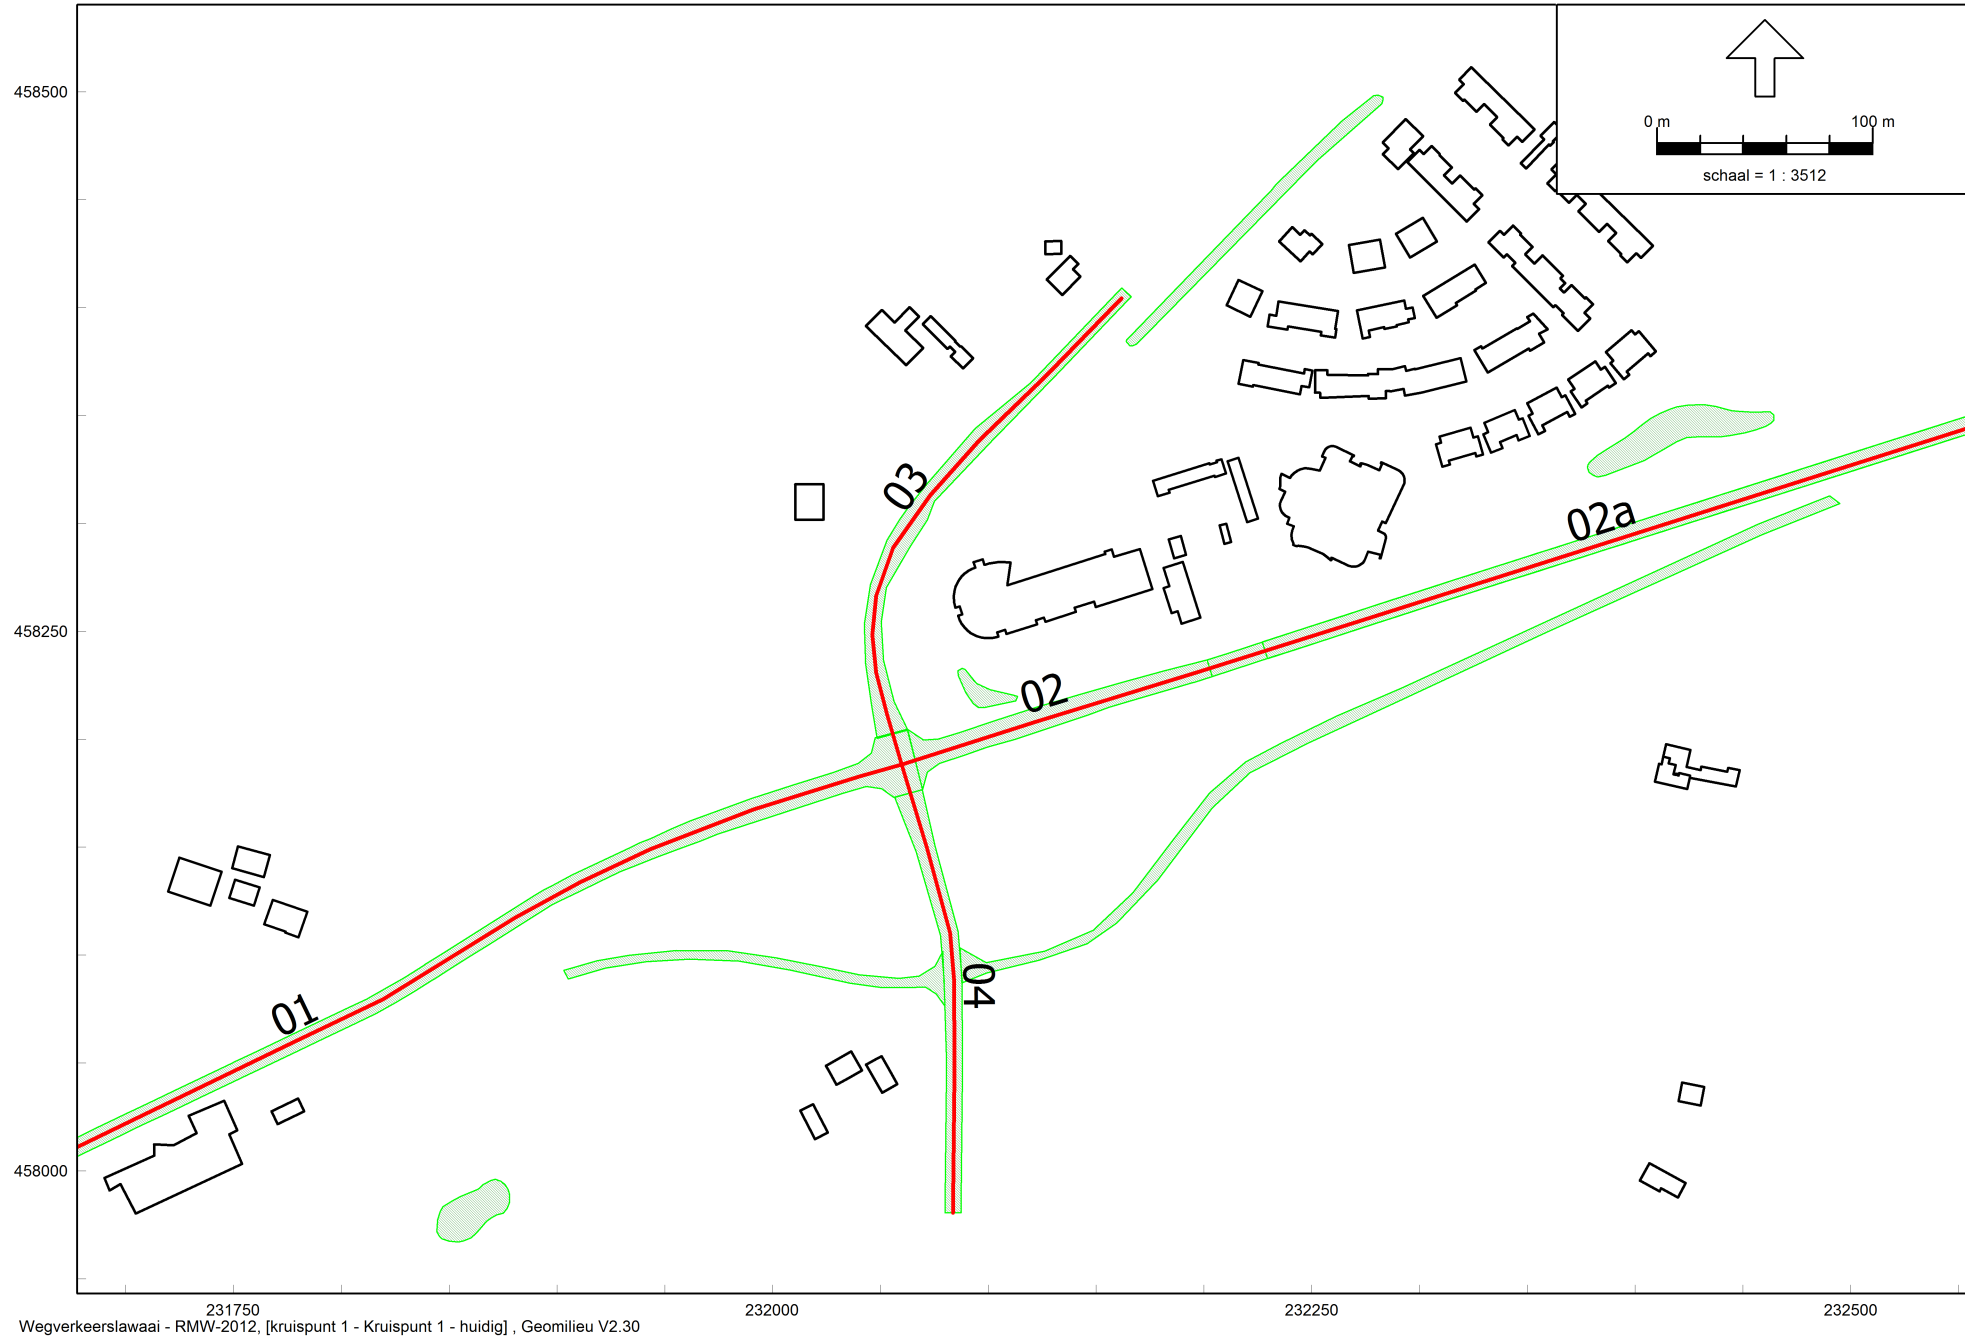 458500
0 m 100 m
schaal = 1 : 3512
03
02a
458250
02
04
01
458000
231750 232000 232250 232500
Wegverkeerslawaai - RMW-2012, [kruispunt 1 - Kruispunt 1 - huidig] , Geomilieu V2.30